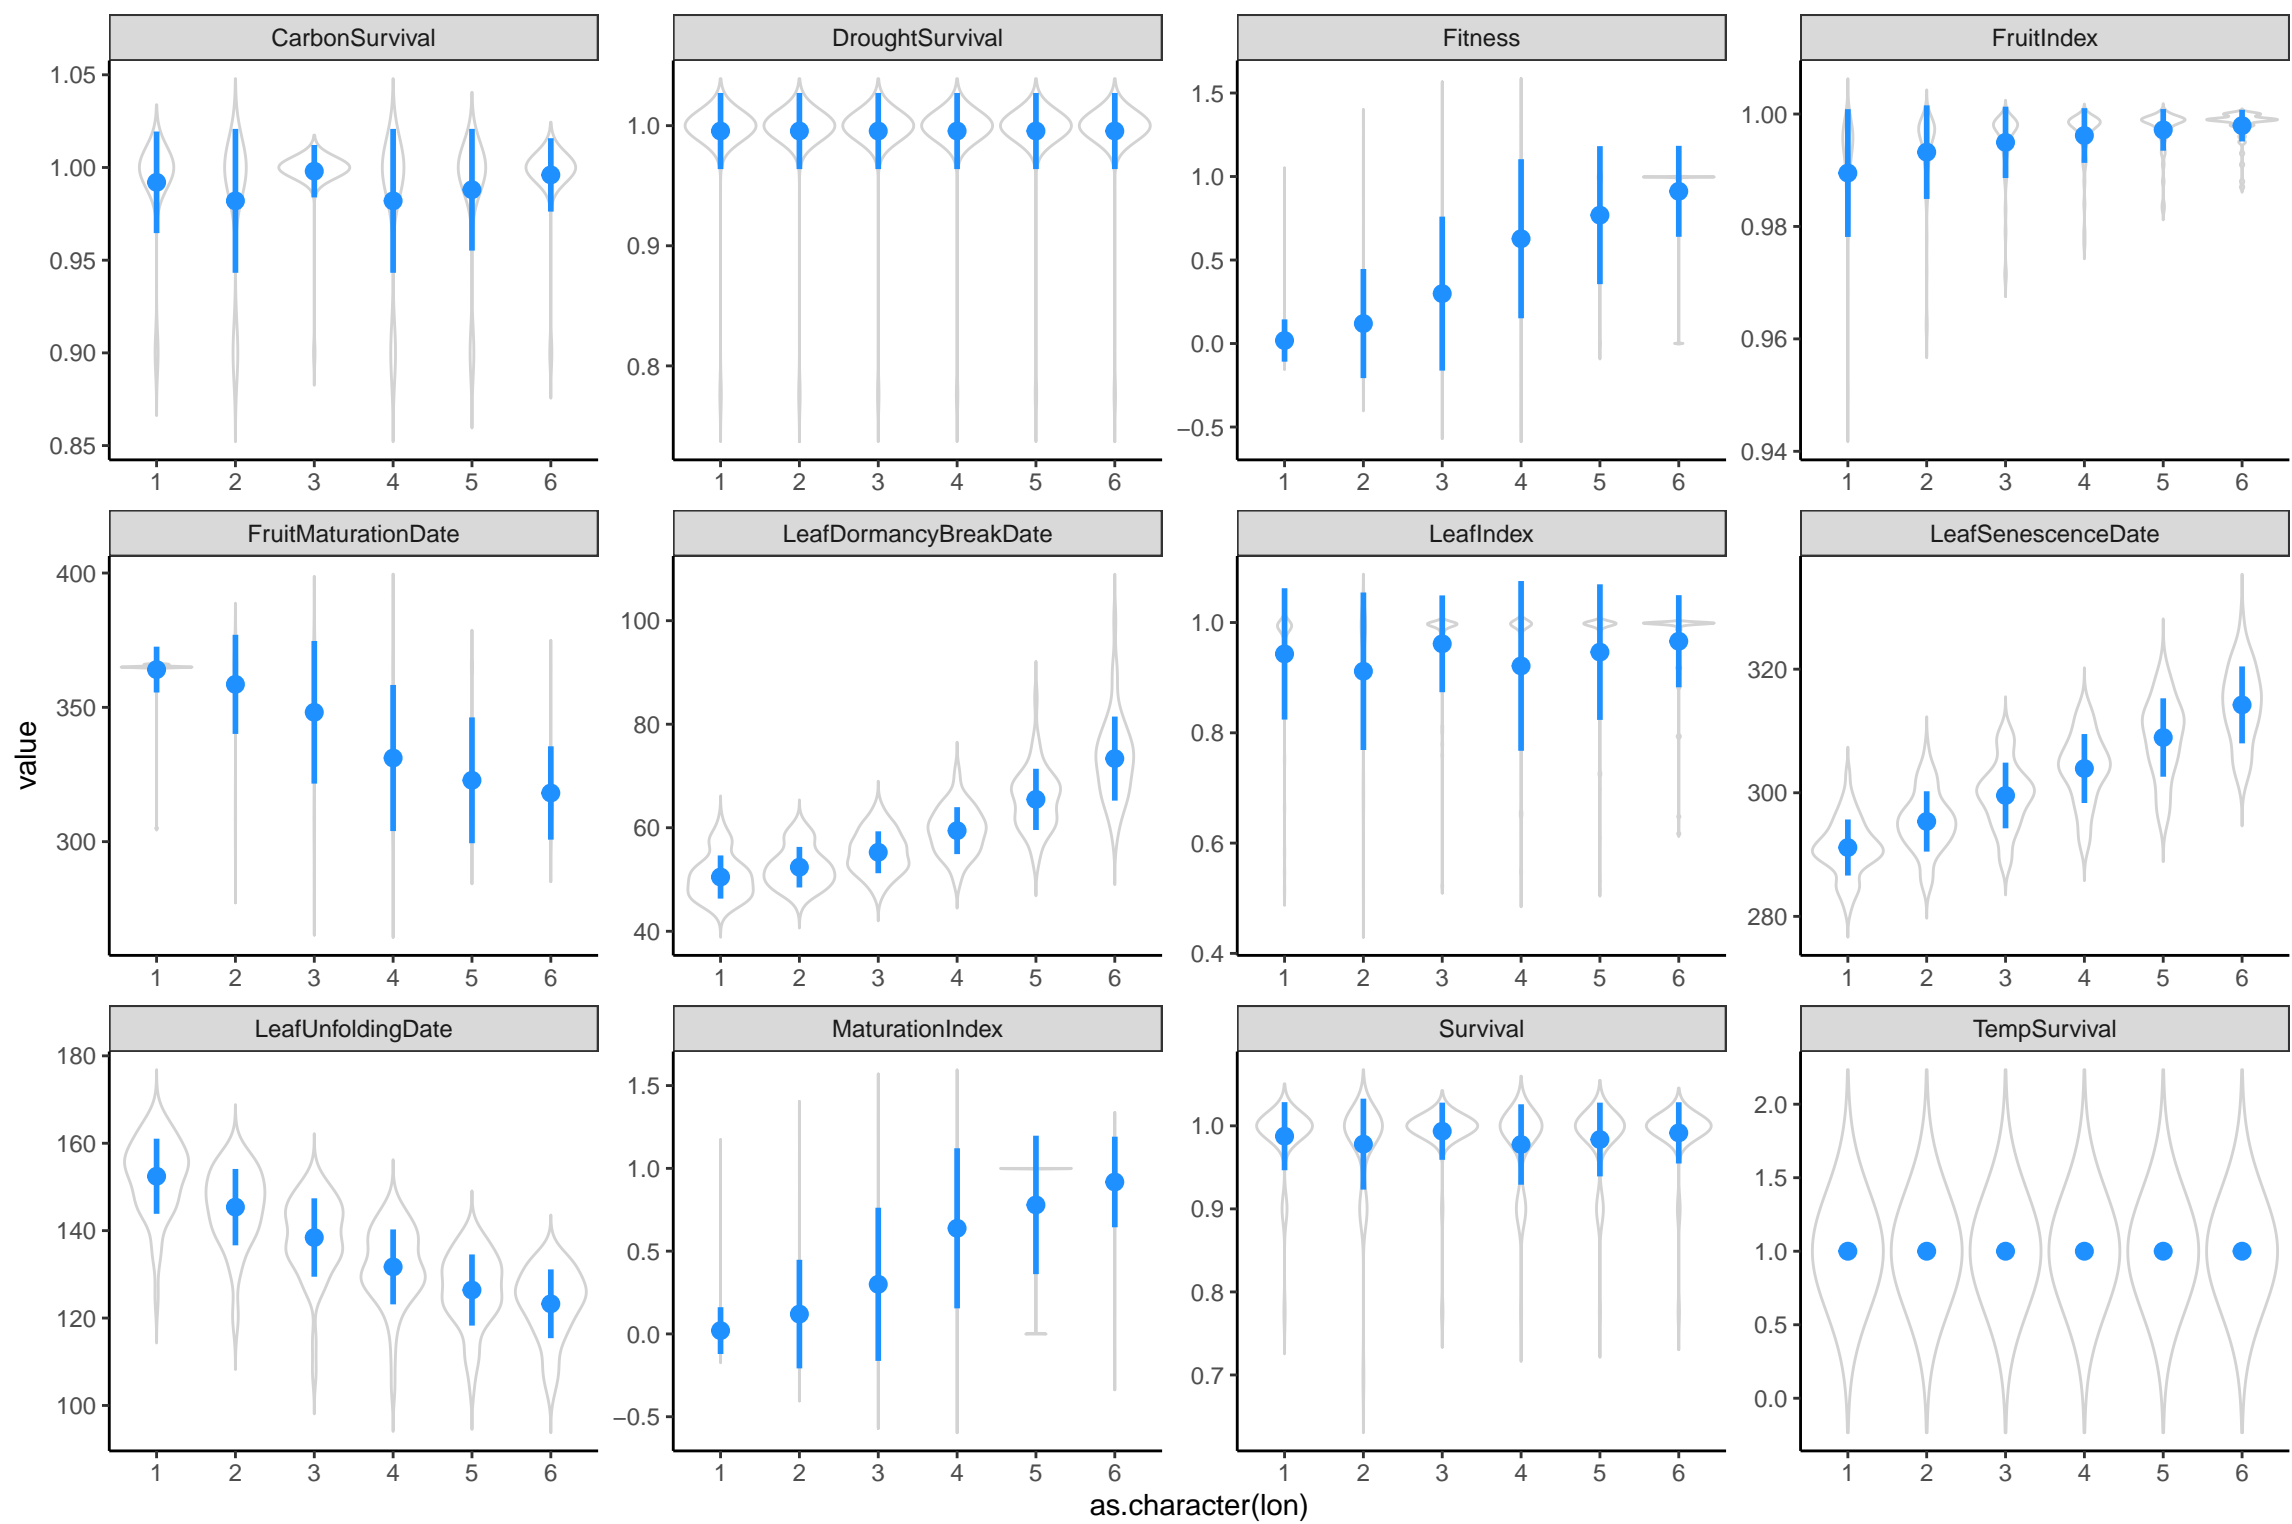 CarbonSurvival DroughtSurvival Fitness FruitIndex
1.05
1.00
0.95
0.90
0.85
1 2 3 4 5 6
1.0
0.9
0.8
1 2 3 4 5 6
1.5
1.0
0.5
0.0
−0.5
1 2 3 4 5 6
1.00
0.98
0.96
0.94
1 2 3 4 5 6
FruitMaturationDate LeafDormancyBreakDate LeafIndex LeafSenescenceDate
value
400
350
300
1 2 3 4 5 6
100
80
60
40
1 2 3 4 5 6
1.0
0.8
0.6
0.4
1 2 3 4 5 6
320
300
280
1 2 3 4 5 6
LeafUnfoldingDate MaturationIndex Survival TempSurvival
180
160
140
120
100
1 2 3 4 5 6
1.5
1.0
0.5
0.0
−0.5
1 2 3 4 5 6
1.0
0.9
0.8
0.7
1 2 3 4 5 6
2.0
1.5
1.0
0.5
0.0
1 2 3 4 5 6
as.character(lon)